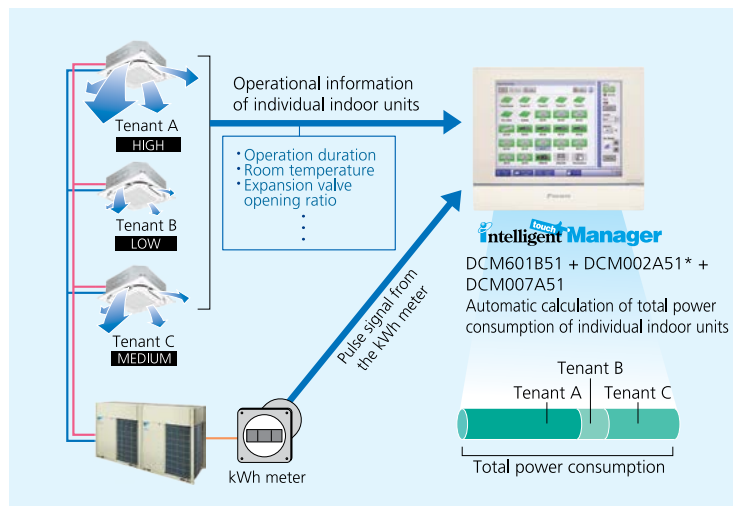 Operational information
of individual indoor units
Tenant A
HIGH
・Operation duration
・Room temperature
・Expansion valve
opening ratio
Tenant B
LOW
Tenant C
MEDIUM
Pulse signal from
the kWh meter
kWh meter
DAIKIN
intelligent touch Manager
DCM601B51 + DCM002A51* +
DCM007A51
Automatic calculation of total power
consumption of individual indoor units
Tenant B
Tenant A
Tenant C
Total power consumption